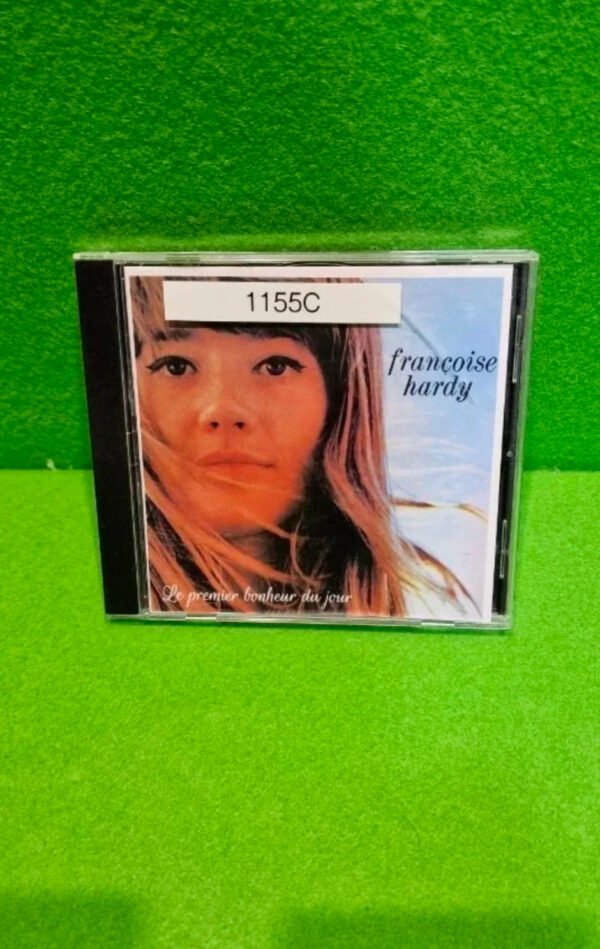 1155C
françoise
hardy
Le premier bonheur du jour